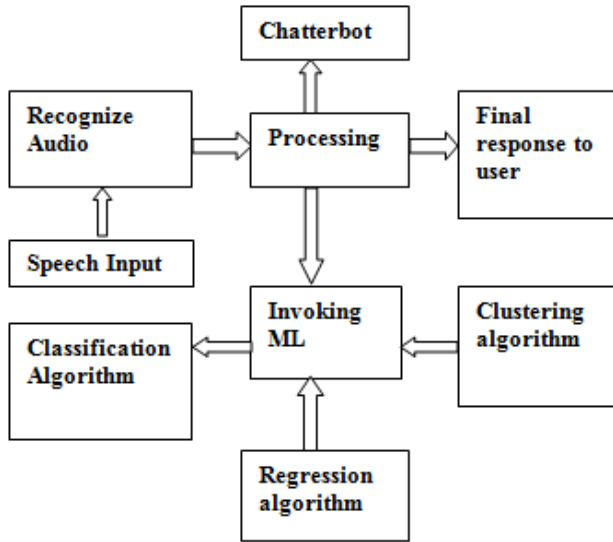 Chatterbot
Recognize
Audio
Processing
Final
response to
user
Speech Input
Invoking
ML
Clustering
algorithm
Classification
Algorithm
Regression
algorithm